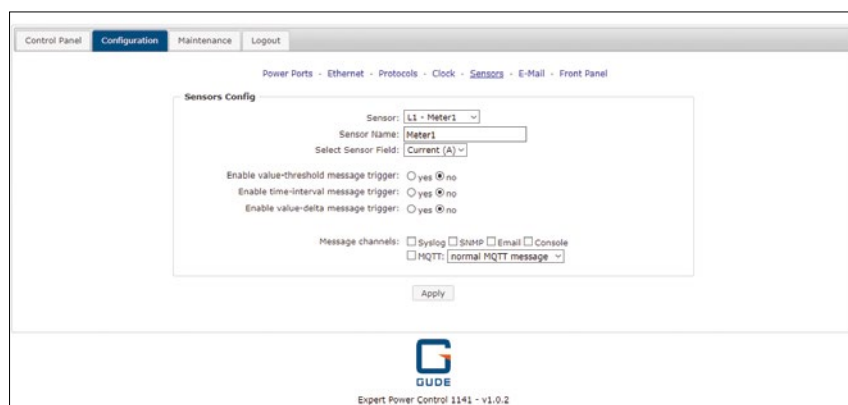 Control Panel Configuration Maintenance Logout
Power Ports - Ethernet - Protocols - Clock - Sensors - E-Mail - Front Panel
Sensors Config
Sensor: L1 - Meter1
Sensor Name: Meter1
Select Sensor Field: Current (A)
Enable value-threshold message trigger: yes no
Enable time-interval message trigger: yes no
Enable value-delta message trigger: yes no
Message channels: Syslog SNMP Email Console
MQTT: normal MQTT message
Apply
GUDE
Expert Power Control 1141 - v1.0.2